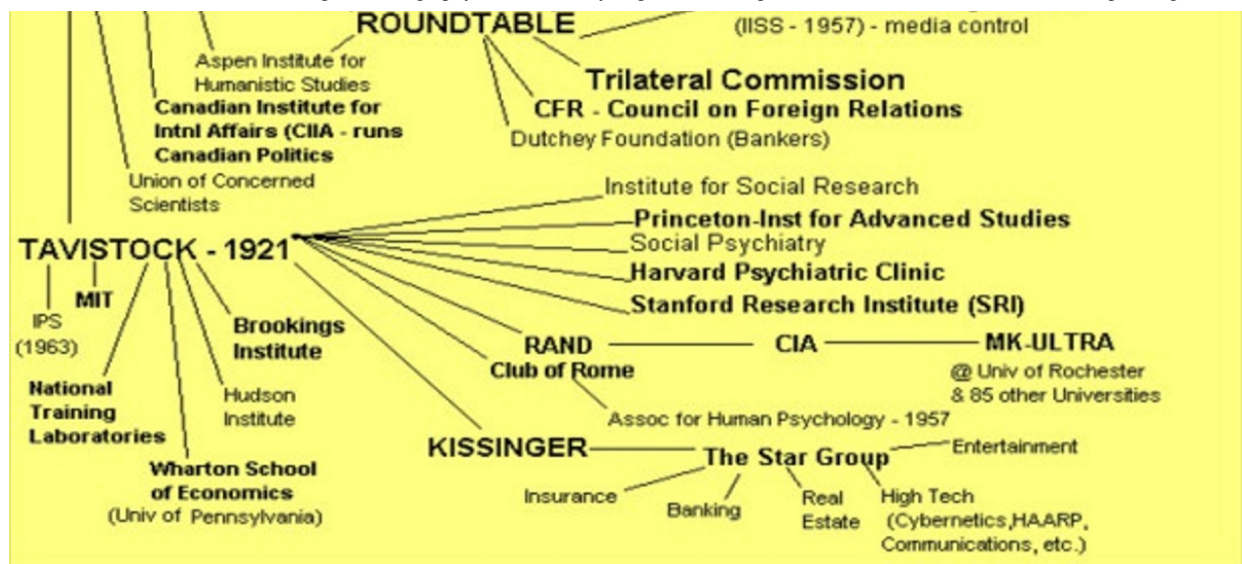 ROUNDTABLE
(IISS - 1957) - media control
Aspen Institute for
Humanistic Studies
Trilateral Commission
Canadian Institute for
Intnl Affairs (CIIA - runs
Canadian Politics
CFR - Council on Foreign Relations
Dutchey Foundation (Bankers)
Union of Concerned
Scientists
Institute for Social Research
Princeton-Inst for Advanced Studies
Social Psychiatry
Harvard Psychiatric Clinic
Stanford Research Institute (SRI)
TAVISTOCK - 1921
MIT
IPS
(1963)
Brookings
Institute
RAND
CIA
MK-ULTRA
@ Univ of Rochester
& 85 other Universities
Club of Rome
National
Training
Laboratories
Hudson
Institute
Assoc for Human Psychology - 1957
KISSINGER
The Star Group
Entertainment
Wharton School
of Economics
(Univ of Pennsylvania)
Insurance
Banking
Real
Estate
High Tech
(Cybernetics,HAARP,
Communications, etc.)